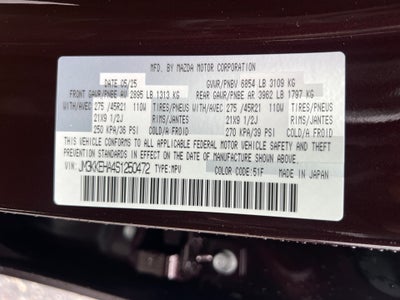 MFD. BY MAZDA MOTOR CORPORATION
DATE 05/25 GVWR/PNBV 6854 LB 3109 KG
FRONT GAWR/PNBE AV 2895 LB 1313 KG REAR GAWR/PNBE AR 3962 LB 1797 KG
WITH/AVEC 275 /45R21 110W TIRES/PNEUS WITH/AVEC 275 /45R21 110W TIRES/PNEUS
21X9 1/2J RIMS/JANTES 21X9 1/2J RIMS/JANTES
250 KPA/36 PSI COLD/A FROID 270 KPA/39 PSI COLD/A FROID
THIS VEHICLE CONFORMS TO ALL APPLICABLE FEDERAL MOTOR VEHICLE SAFETY AND THEFT
PREVENTION STANDARDS IN EFFECT ON THE DATE OF MANUFACTURE SHOWN ABOVE.
VIN: JM3KKEHA4S1250472 TYPE:MPV COLOR CODE:51F MADE IN JAPAN